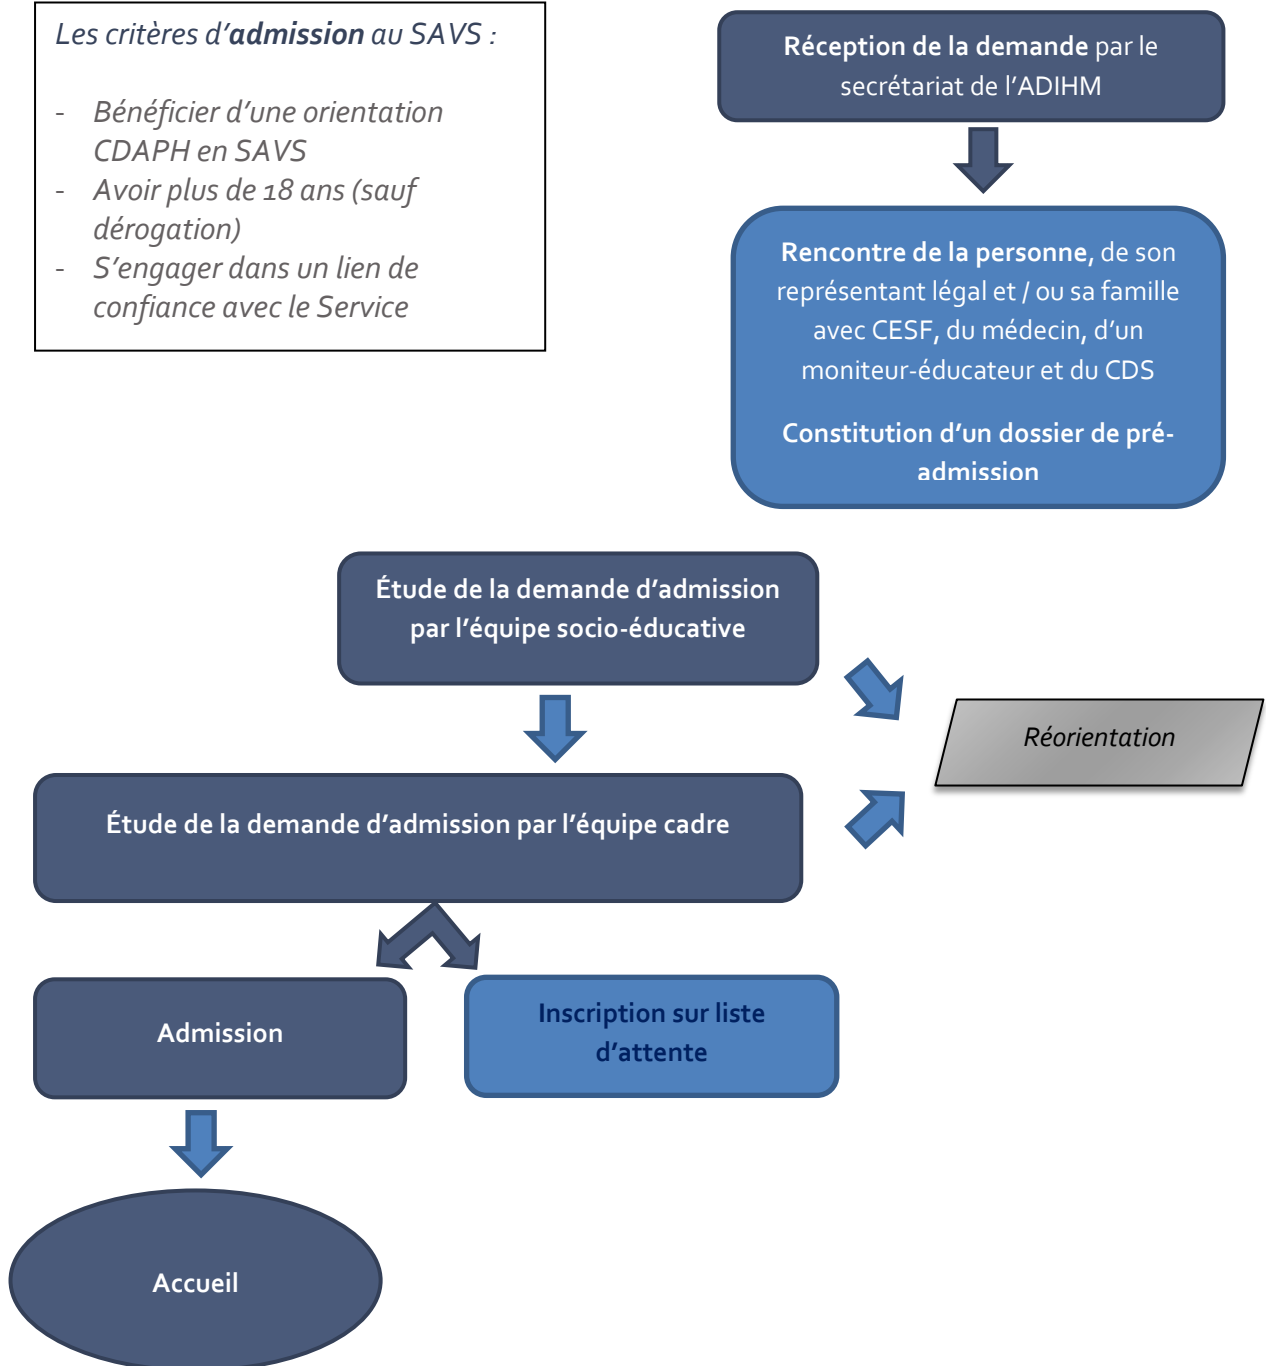 Les critères d’admission au SAVS :
- Bénéficier d’une orientation
CDAPH en SAVS
- Avoir plus de 18 ans (sauf
dérogation)
- S’engager dans un lien de
confiance avec le Service
Réception de la demande par le
secrétariat de l’ADIHM
Rencontre de la personne, de son
représentant légal et / ou sa famille
avec CESF, du médecin, d’un
moniteur-éducateur et du CDS
Constitution d’un dossier de pré-
admission
Étude de la demande d’admission
par l’équipe socio-éducative
Réorientation
Étude de la demande d’admission par l’équipe cadre
Admission
Inscription sur liste
d’attente
Accueil